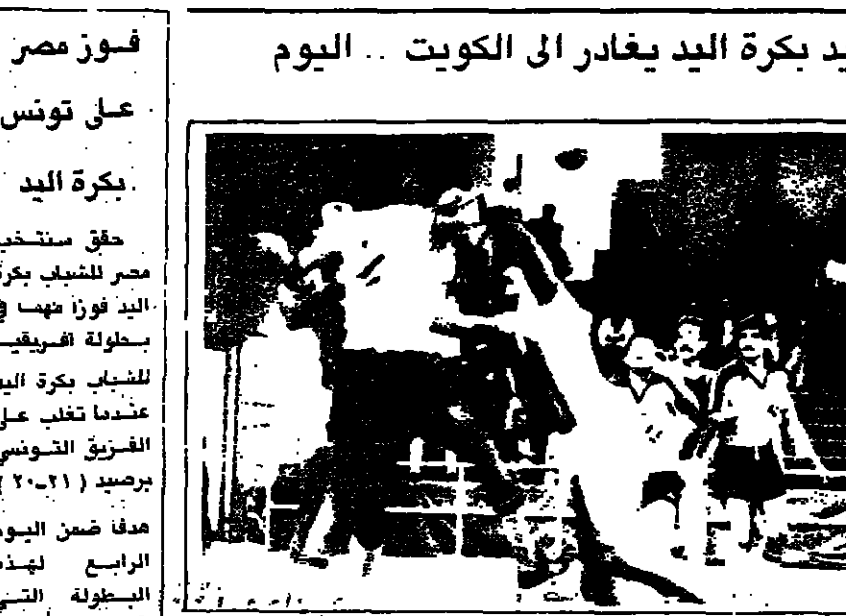 يد بكرة اليد يغادر الى الكويت .. اليوم
فوز مصر
على تونس
بكرة اليد
حقق سنتخب
مصر للشباب بكرة
اليد فوزا مهما في
بطولة افريقيا
للشباب بكرة اليد
عندما تغلب على
الفريق التونسي
برصيد ( ٢١-٢٠ )
هدفا ضمن اليوم
الرابع لهذه
البطولة التي